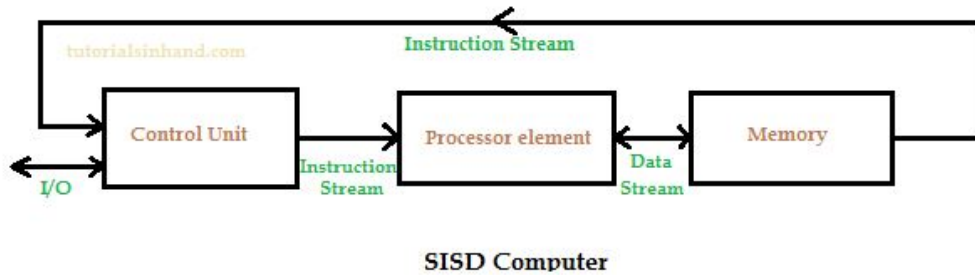 Instruction Stream
tutorialsinhand.com
Control Unit
Processor element
Memory
I/O
Instruction
Stream
Data
Stream
SISD Computer